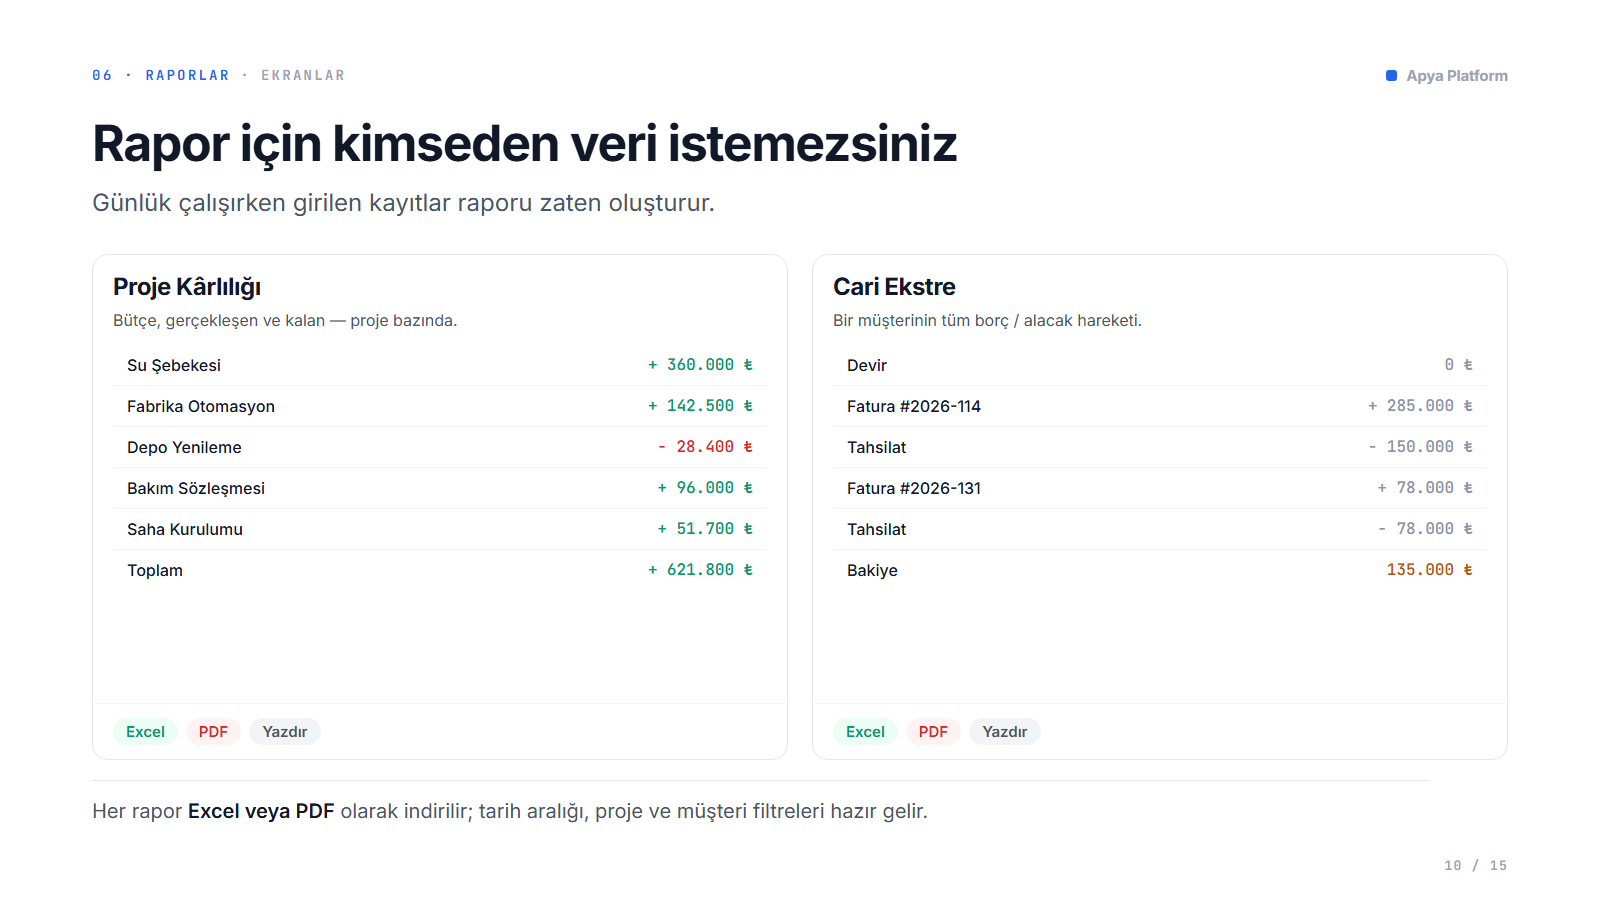 06 · RAPORLAR · EKRANLAR
Apya Platform
Rapor için kimseden veri istemezsiniz
Günlük çalışırken girilen kayıtlar raporu zaten oluşturur.
Proje Kârlılığı
Bütçe, gerçekleşen ve kalan — proje bazında.
Su Şebekesi + 360.000 ₺
Fabrika Otomasyon + 142.500 ₺
Depo Yenileme - 28.400 ₺
Bakım Sözleşmesi + 96.000 ₺
Saha Kurulumu + 51.700 ₺
Toplam + 621.800 ₺
Excel PDF Yazdır
Cari Ekstre
Bir müşterinin tüm borç / alacak hareketi.
Devir 0 ₺
Fatura #2026-114 + 285.000 ₺
Tahsilat - 150.000 ₺
Fatura #2026-131 + 78.000 ₺
Tahsilat - 78.000 ₺
Bakiye 135.000 ₺
Excel PDF Yazdır
Her rapor Excel veya PDF olarak indirilir; tarih aralığı, proje ve müşteri filtreleri hazır gelir.
10 / 15